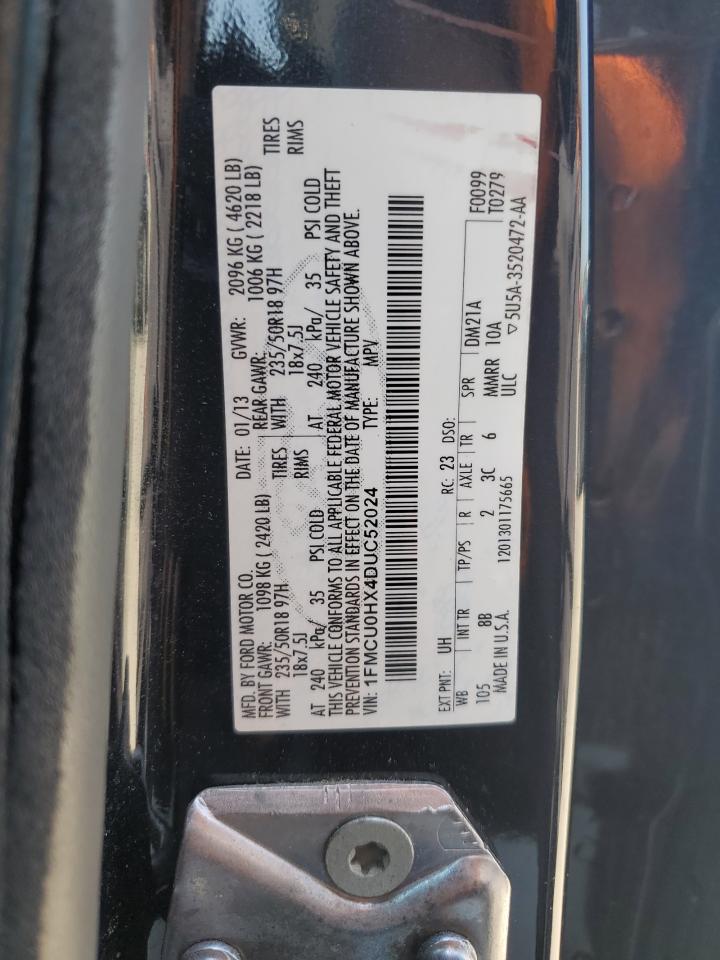 MFD. BY FORD MOTOR CO. DATE: 01/13 GVWR: 2096 KG ( 4620 LB)
FRONT GAWR: 1098 KG ( 2420 LB) REAR GAWR: 1006 KG ( 2218 LB)
WITH 235/50R18 97H TIRES WITH 235/50R18 97H TIRES
18x7.5J RIMS 18x7.5J RIMS
AT 240 kPa/ 35 PSI COLD AT 240 kPa/ 35 PSI COLD
THIS VEHICLE CONFORMS TO ALL APPLICABLE FEDERAL MOTOR VEHICLE SAFETY AND THEFT
PREVENTION STANDARDS IN EFFECT ON THE DATE OF MANUFACTURE SHOWN ABOVE.
VIN: 1FMCU0HX4DUC52024 TYPE: MPV
EXT PNT: UH RC: 23 DSO: F0099
WB INT TR TP/PS R AXLE TR SPR DM21A T0279
105 8B 2 3C 6 MMRR 10A
MADE IN U.S.A. 1201301175665 ULC ▽5U5A-3520472-AA